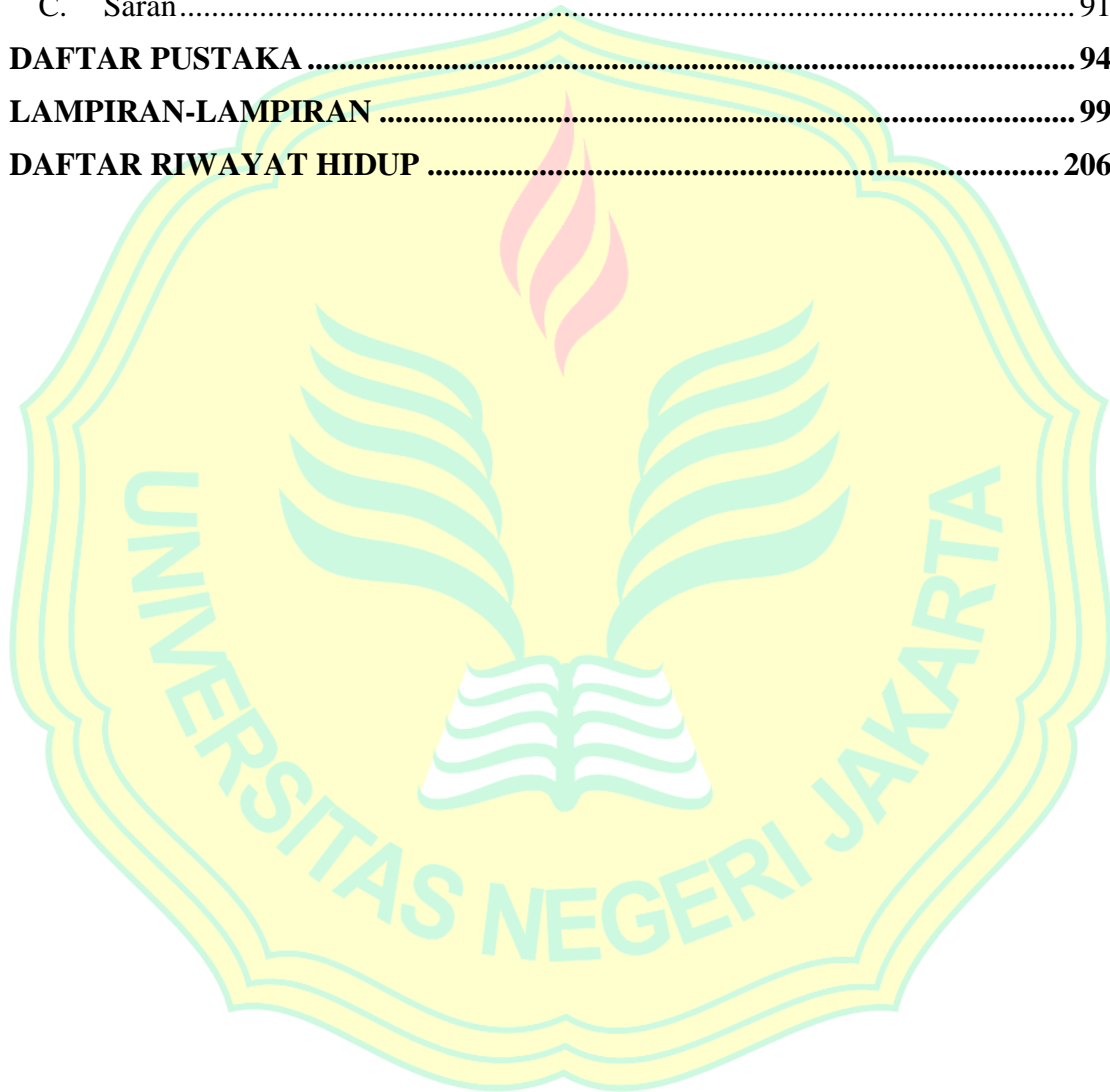 C. Saran........................................................................................................... 91
DAFTAR PUSTAKA ................................................................................... 94
LAMPIRAN-LAMPIRAN ........................................................................... 99
DAFTAR RIWAYAT HIDUP .................................................................... 206
UNIVERSITAS NEGERI JAKARTA